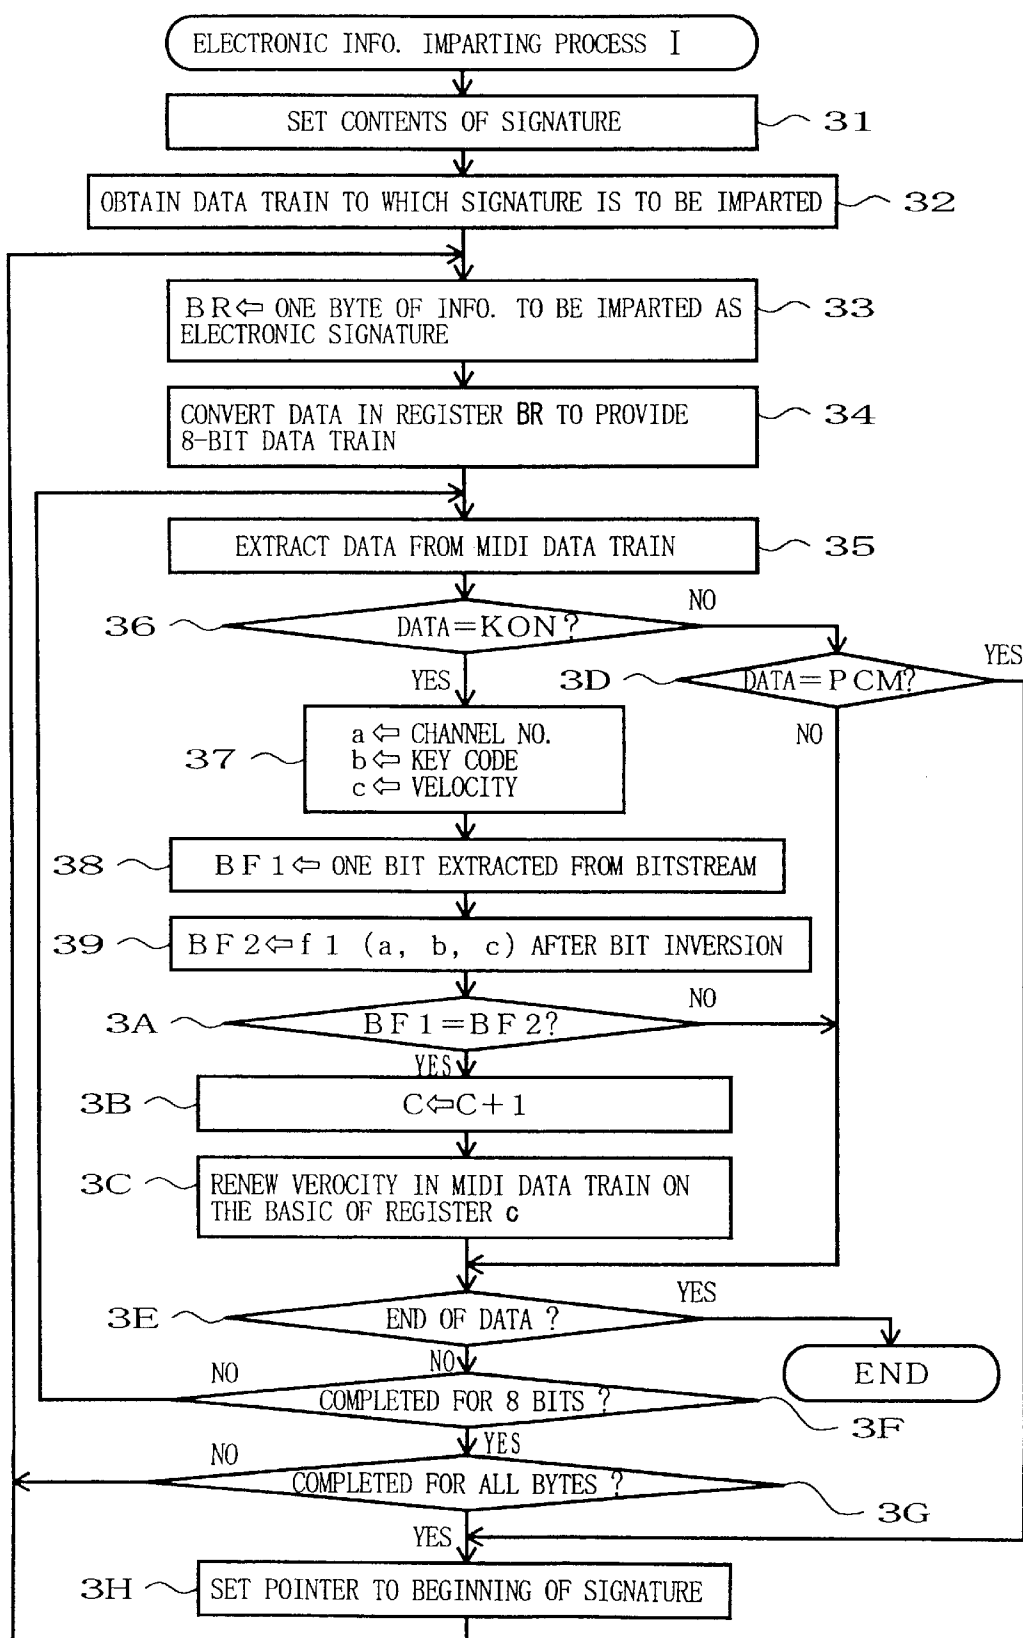 ELECTRONIC INFO. IMPARTING PROCESS I
SET CONTENTS OF SIGNATURE
31
OBTAIN DATA TRAIN TO WHICH SIGNATURE IS TO BE IMPARTED
32
BR⇦ ONE BYTE OF INFO. TO BE IMPARTED AS
ELECTRONIC SIGNATURE
33
CONVERT DATA IN REGISTER BR TO PROVIDE
8-BIT DATA TRAIN
34
EXTRACT DATA FROM MIDI DATA TRAIN
35
36
DATA=KON?
NO
YES
3D
DATA=PCM?
YES
NO
37
a⇦ CHANNEL NO.
b⇦ KEY CODE
c⇦ VELOCITY
38
BF1⇦ ONE BIT EXTRACTED FROM BITSTREAM
39
BF2⇦f1 (a, b, c) AFTER BIT INVERSION
3A
BF1=BF2?
NO
YES
3B
C⇦C+1
3C
RENEW VEROCITY IN MIDI DATA TRAIN ON
THE BASIC OF REGISTER c
3E
END OF DATA ?
YES
NO
END
NO
COMPLETED FOR 8 BITS ?
3F
YES
NO
COMPLETED FOR ALL BYTES ?
3G
YES
3H
SET POINTER TO BEGINNING OF SIGNATURE